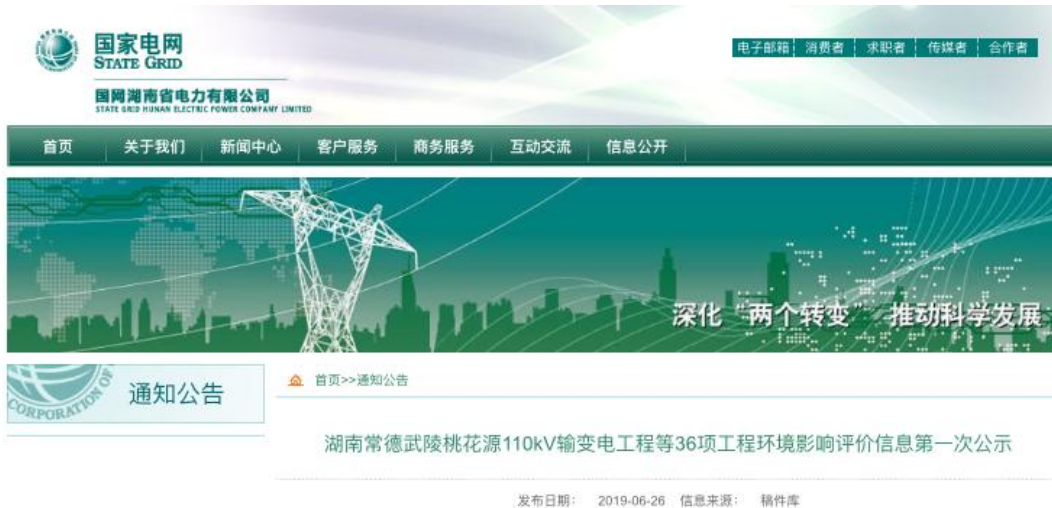 国家电网
STATE GRID
国网湖南省电力有限公司
STATE GRID HUNAN ELECTRIC POWER COMPANY LIMITED
电子邮箱 消费者 求职者 传媒者 合作者
首页 关于我们 新闻中心 客户服务 商务服务 互动交流 信息公开
深化“两个转变” 推动科学发展
CORPORATION OF
通知公告
首页>>通知公告
湖南常德武陵桃花源110kV输变电工程等36项工程环境影响评价信息第一次公示
发布日期: 2019-06-26 信息来源: 稿件库